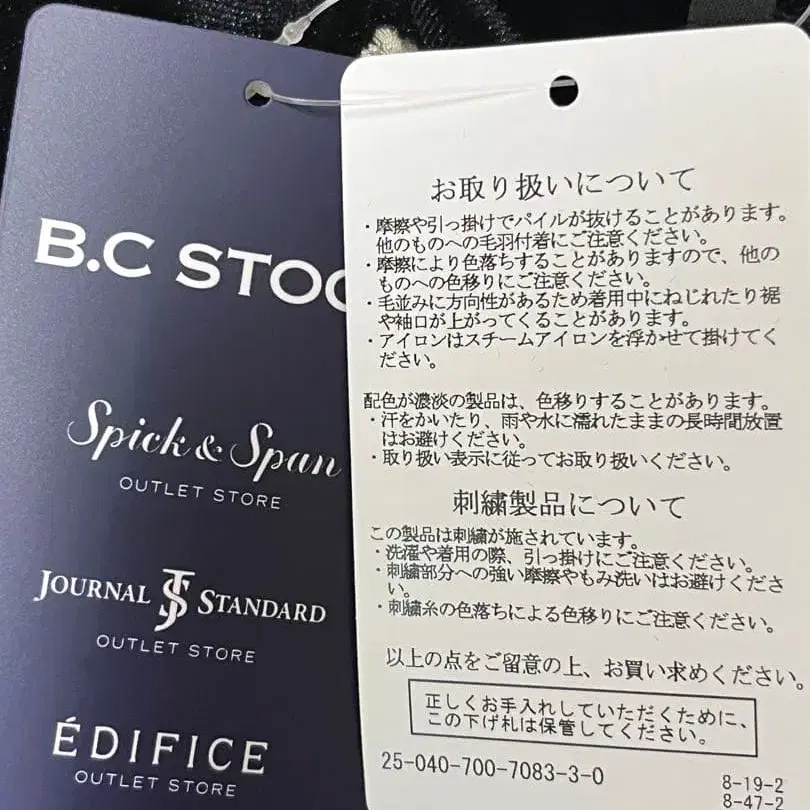 B.C STOC
Spick & Span
OUTLET STORE
JOURNAL JS STANDARD
OUTLET STORE
ÉDIFICE
OUTLET STORE
お取り扱いについて
・摩擦や引っ掛けでパイルが抜けることがあります。
他のものへの毛羽付着にご注意ください。
・摩擦により色落ちすることがありますので、他の
ものへの色移りにご注意ください。
・毛並みに方向性があるため着用中にねじれたり裾
や袖口が上がってくることがあります。
・アイロンはスチームアイロンを浮かせて掛けてく
ださい。
配色が濃淡の製品は、色移りすることがあります。
・汗をかいたり、雨や水に濡れたままの長時間放置
はお避けください。
・取り扱い表示に従ってお取り扱いください。
刺繍製品について
この製品は刺繍が施されています。
・洗濯や着用の際、引っ掛けにご注意ください。
・刺繍部分への強い摩擦やもみ洗いはお避けくださ
い。
・刺繍糸の色落ちによる色移りにご注意ください。
以上の点をご留意の上、お買い求めください。
正しくお手入れしていただくために、
この下げ札は保管してください。
25-040-700-7083-3-0
8-19-2
8-47-2